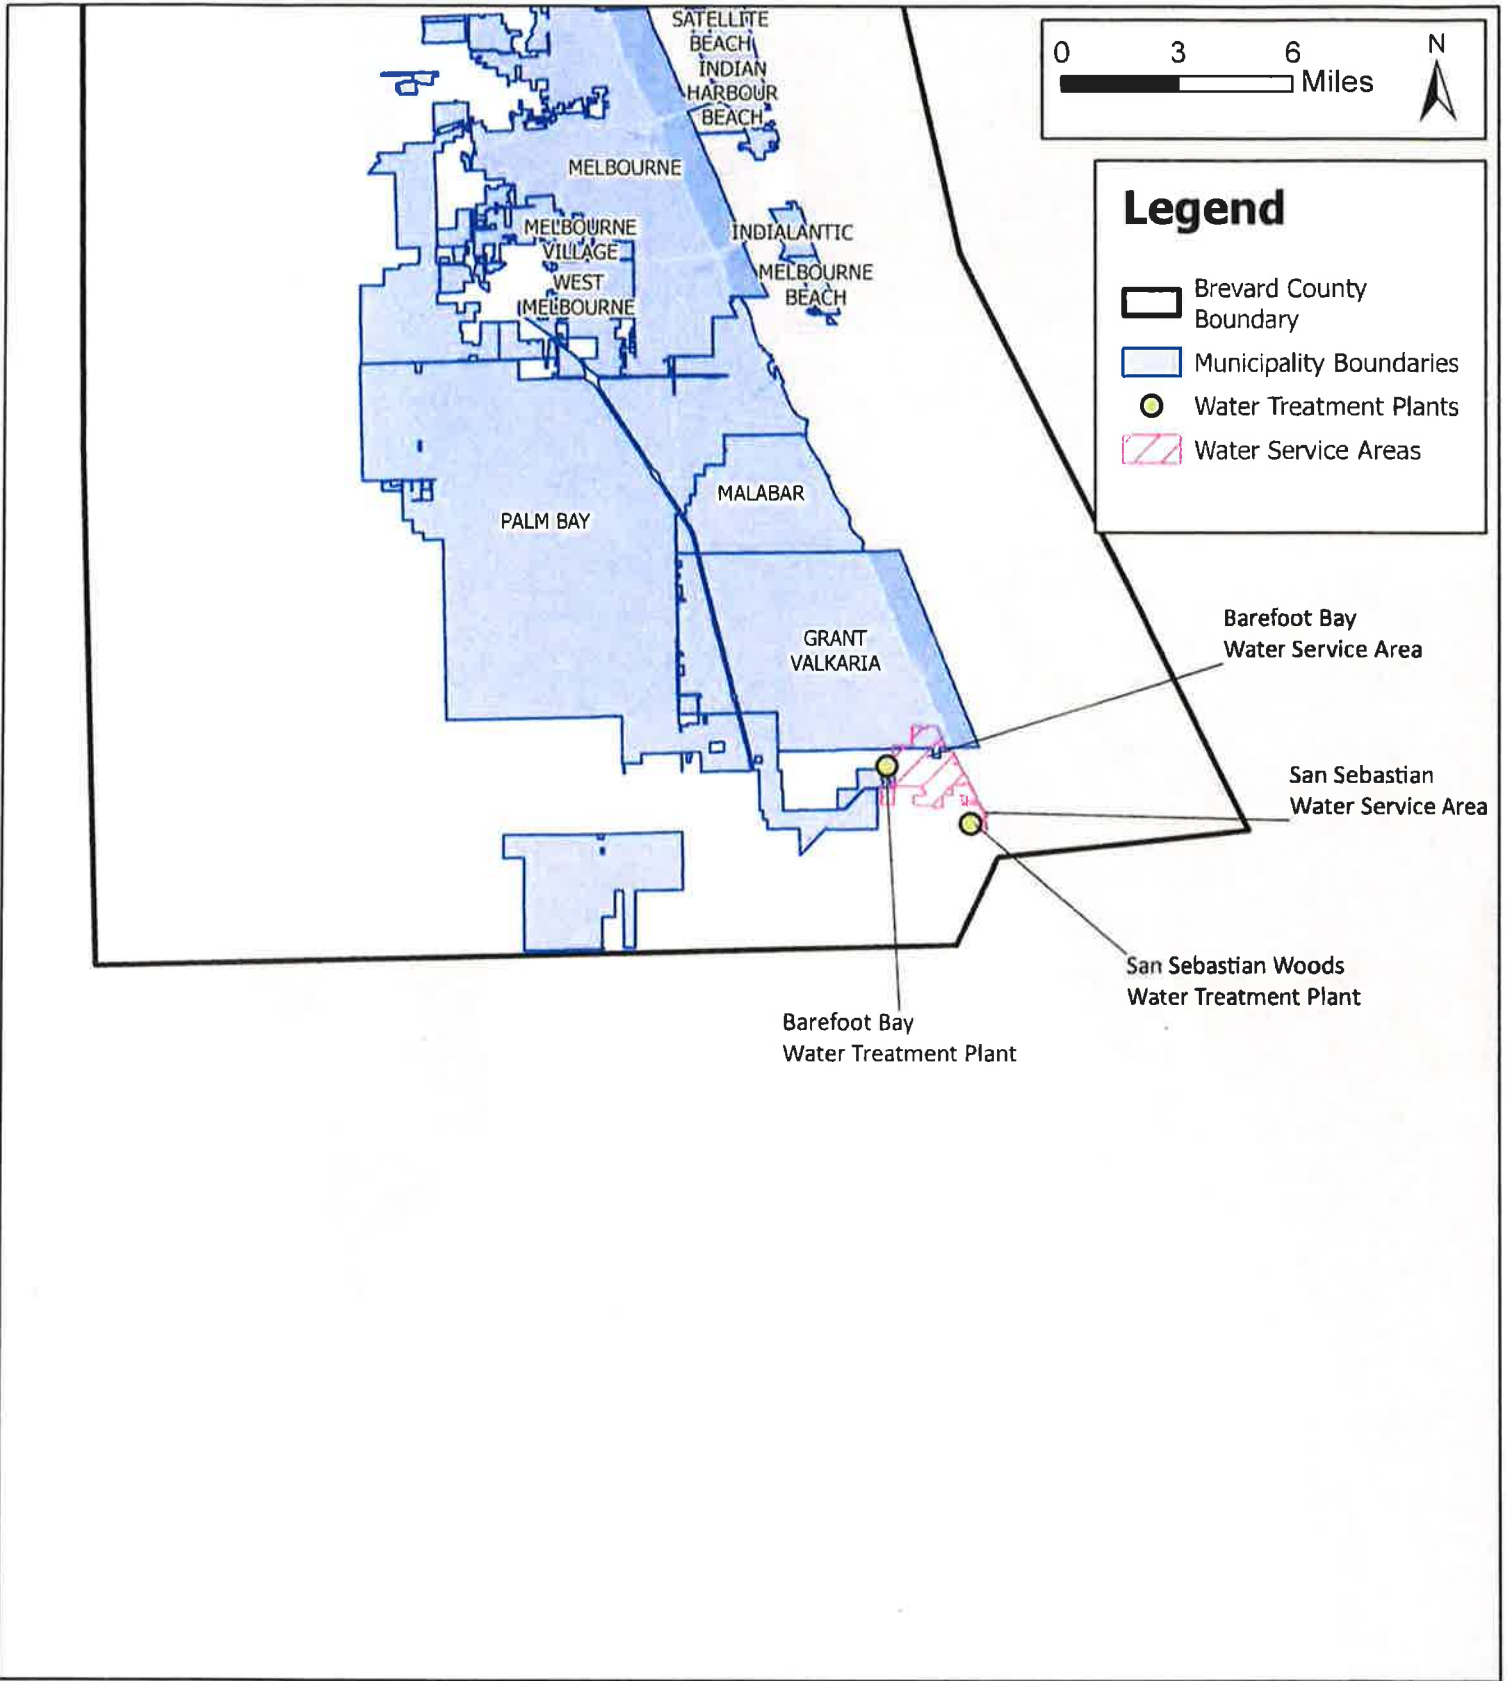 SATELLITE
BEACH
INDIAN
HARBOUR
BEACH
MELBOURNE
MELBOURNE
VILLAGE
WEST
MELBOURNE
INDIALANTIC
MELBOURNE
BEACH
PALM BAY
MALABAR
GRANT
VALKARIA
0 3 6
Miles
N
Legend
Brevard County
Boundary
Municipality Boundaries
Water Treatment Plants
Water Service Areas
Barefoot Bay
Water Service Area
San Sebastian
Water Service Area
San Sebastian Woods
Water Treatment Plant
Barefoot Bay
Water Treatment Plant